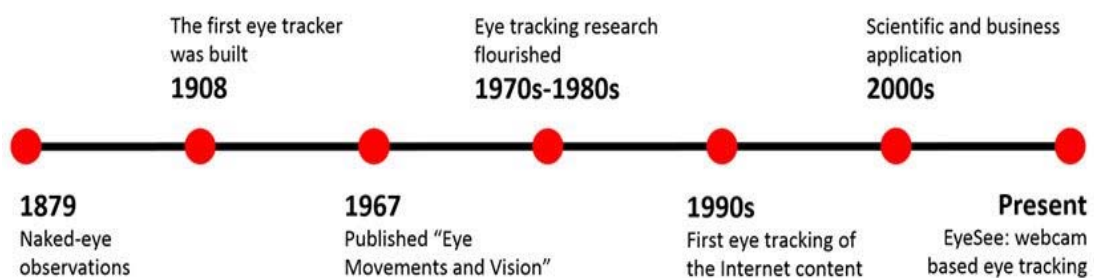 The first eye tracker
was built
1908
Eye tracking research
flourished
1970s-1980s
Scientific and business
application
2000s
1879
Naked-eye
observations
1967
Published “Eye
Movements and Vision”
1990s
First eye tracking of
the Internet content
Present
EyeSee: webcam
based eye tracking